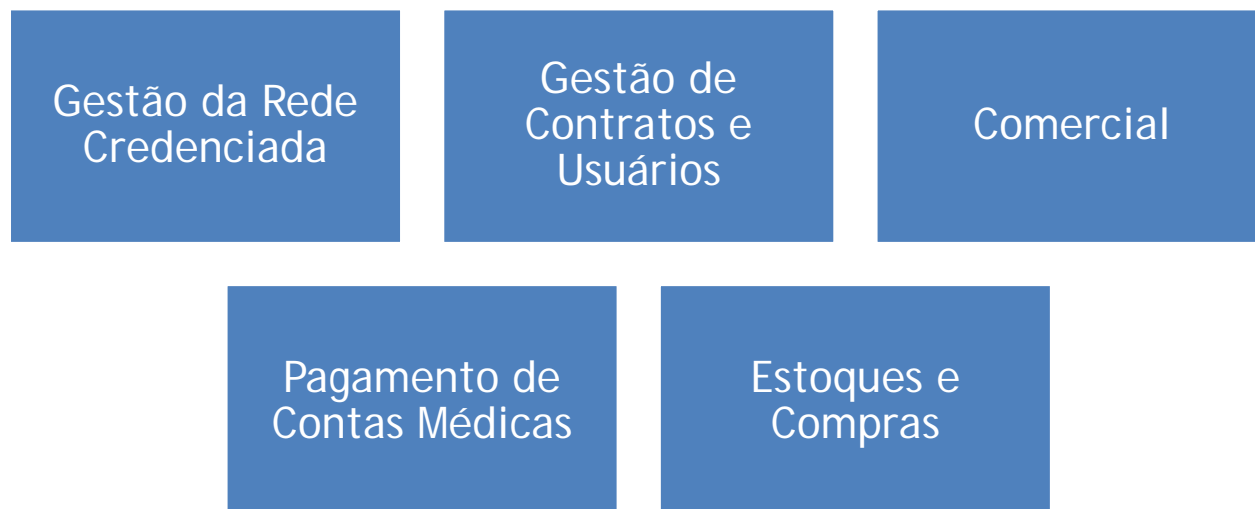 Gestão da Rede
Credenciada
Gestão de
Contratos e
Usuários
Comercial
Pagamento de
Contas Médicas
Estoques e
Compras